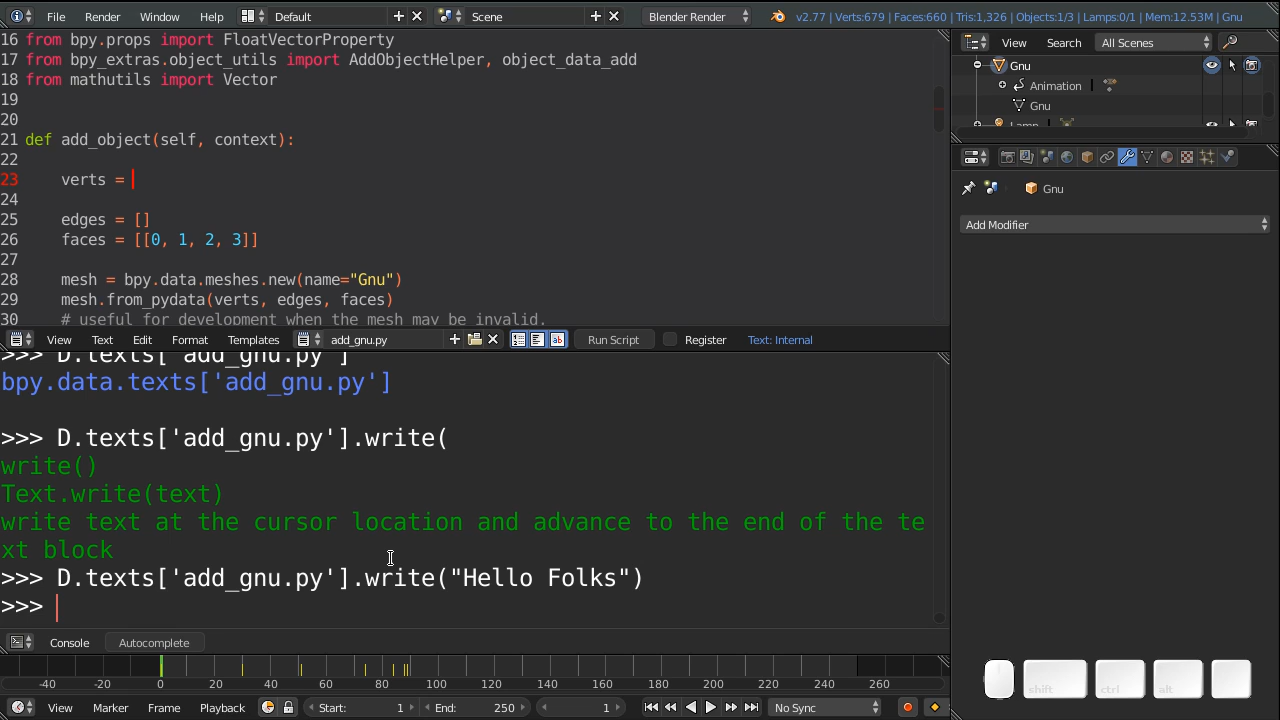 File Render Window Help Default Scene Blender Render v2.77 | Verts:679 | Faces:660 | Tris:1,326 | Objects:1/3 | Lamps:0/1 | Mem:12.53M | Gnu
16 from bpy.props import FloatVectorProperty
17 from bpy_extras.object_utils import AddObjectHelper, object_data_add
18 from mathutils import Vector
19
20
21 def add_object(self, context):
22
23 verts =
24
25 edges = []
26 faces = [[0, 1, 2, 3]]
27
28 mesh = bpy.data.meshes.new(name="Gnu")
29 mesh.from_pydata(verts, edges, faces)
30 # useful for development when the mesh may be invalid.
View Text Edit Format Templates add_gnu.py Run Script Register Text: Internal
>>> D.texts['add_gnu.py']
bpy.data.texts['add_gnu.py']
>>> D.texts['add_gnu.py'].write(
write()
Text.write(text)
write text at the cursor location and advance to the end of the te
xt block
>>> D.texts['add_gnu.py'].write("Hello Folks")
>>>
Console Autocomplete
-40 -20 0 20 40 60 80 100 120 140 160 180 200 220 240 260
View Marker Frame Playback Start: 1 End: 250 1 No Sync
View Search All Scenes
Gnu
Animation
Gnu
Lamp
Gnu
Add Modifier
shift ctrl alt